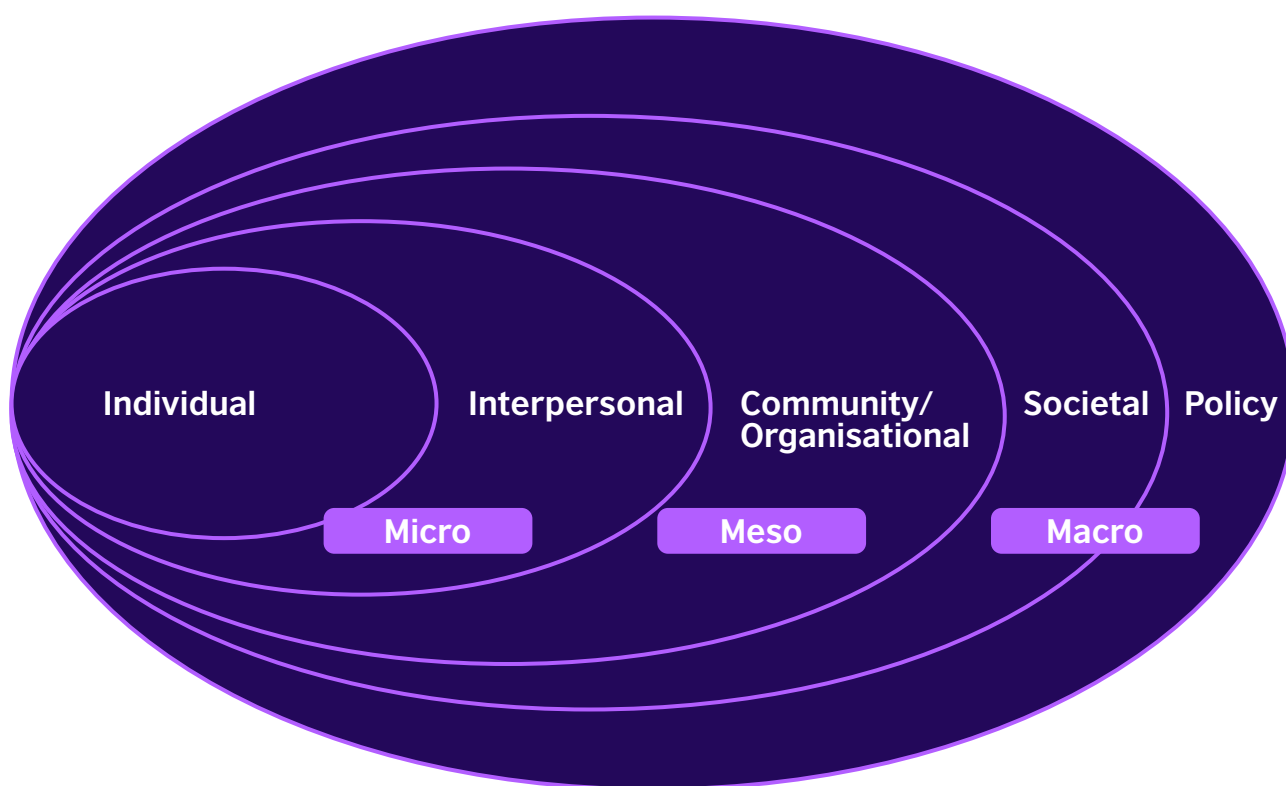 Individual
Interpersonal
Community/
Organisational
Societal
Policy
Micro
Meso
Macro